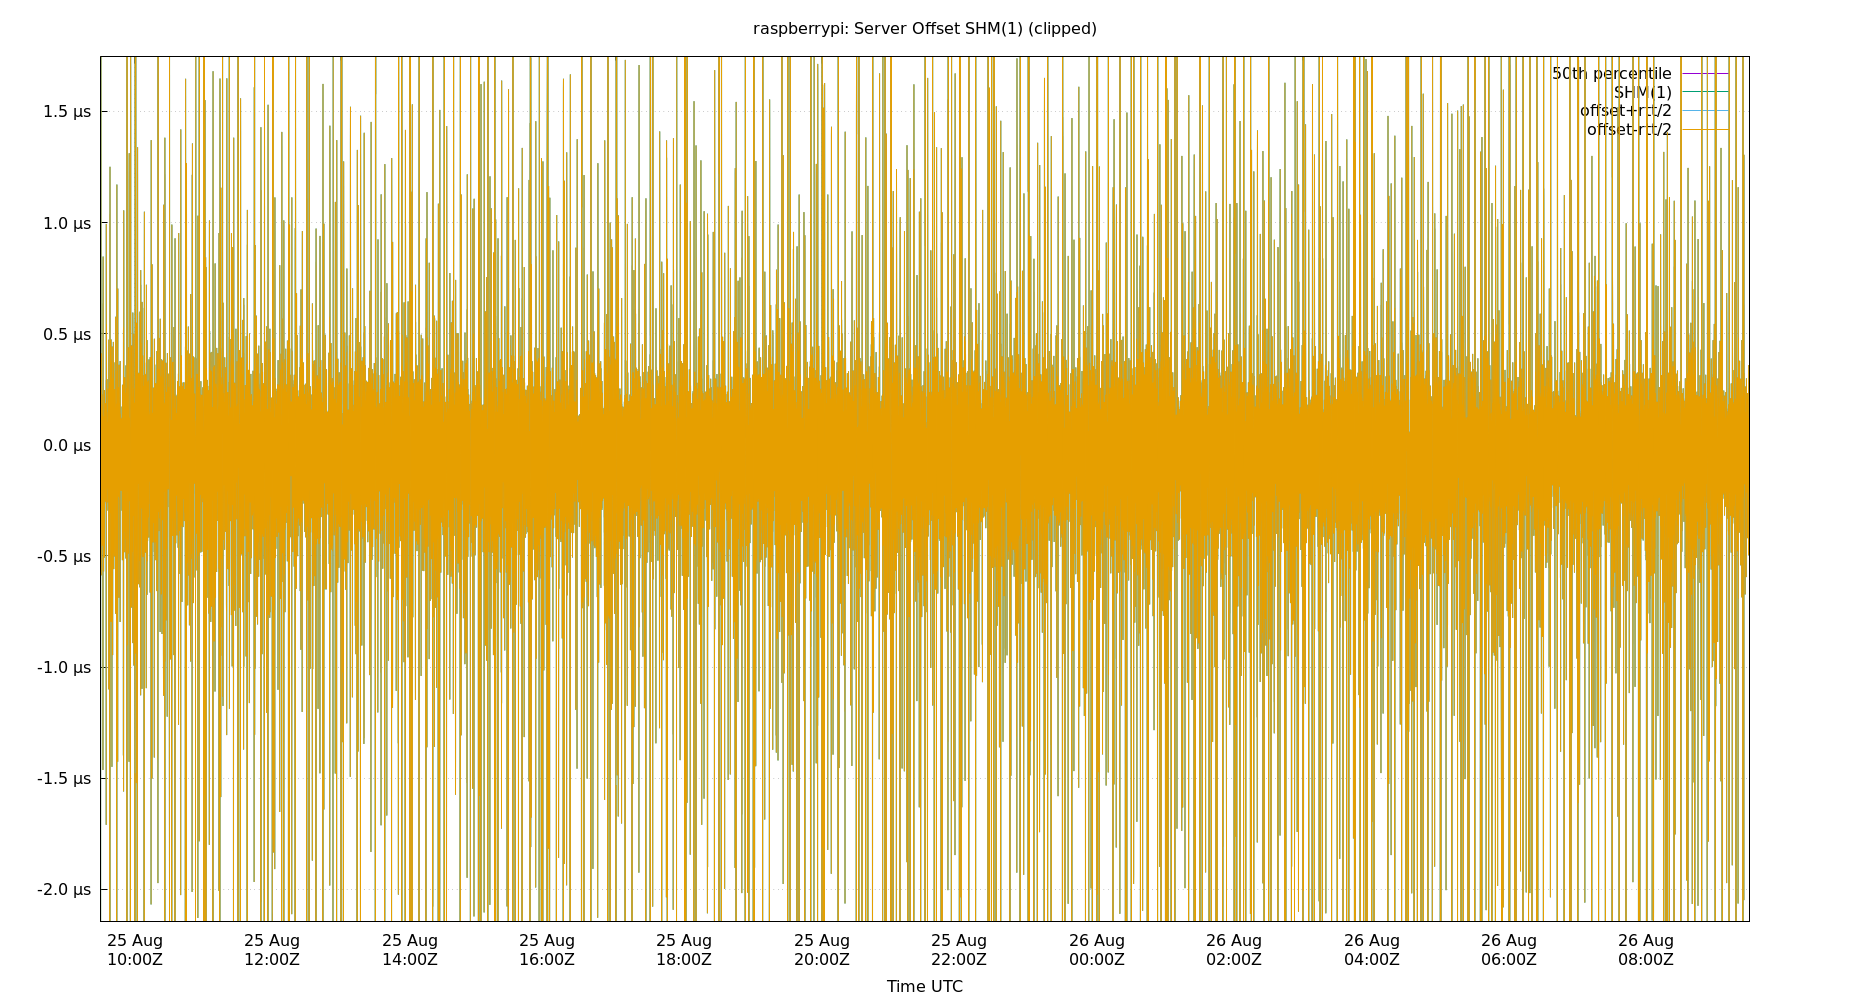 raspberrypi: Server Offset SHM(1) (clipped)
50th percentile
SHM(1)
offset+rtt/2
offset-rtt/2
1.5 µs
1.0 µs
0.5 µs
0.0 µs
-0.5 µs
-1.0 µs
-1.5 µs
-2.0 µs
25 Aug 25 Aug 25 Aug 25 Aug 25 Aug 25 Aug 25 Aug 26 Aug 26 Aug 26 Aug 26 Aug 26 Aug
10:00Z 12:00Z 14:00Z 16:00Z 18:00Z 20:00Z 22:00Z 00:00Z 02:00Z 04:00Z 06:00Z 08:00Z
Time UTC